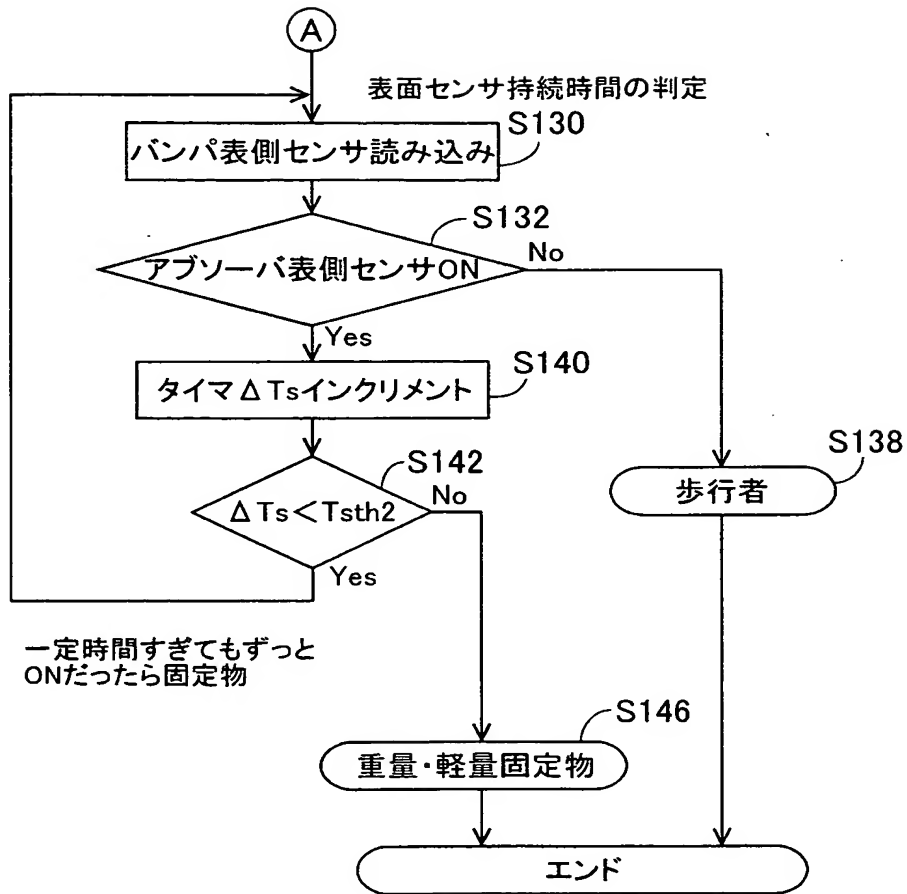 A
表面センサ持続時間の判定
S130
バンパ表側センサ読み込み
S132
アブソーバ表側センサON
No
Yes
S140
タイマΔTsインクリメント
S142
ΔTs<Tsth2
No
Yes
S138
歩行者
一定時間すぎてもずっと
ONだったら固定物
S146
重量・軽量固定物
エンド